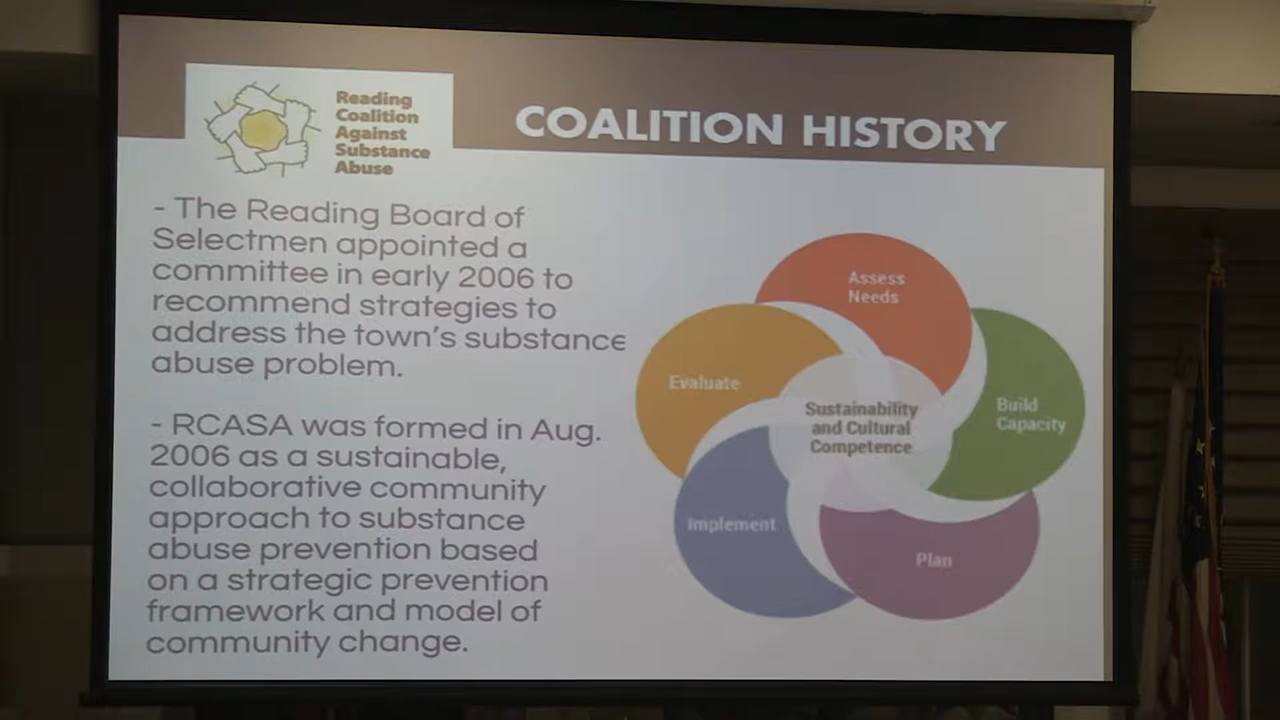 Reading
Coalition
Against
Substance
Abuse
COALITION HISTORY
- The Reading Board of
Selectmen appointed a
committee in early 2006 to
recommend strategies to
address the town's substance
abuse problem.
- RCASA was formed in Aug.
2006 as a sustainable,
collaborative community
approach to substance
abuse prevention based
on a strategic prevention
framework and model of
community change.
Assess
Needs
Build
Capacity
Plan
Implement
Evaluate
Sustainability
and Cultural
Competence